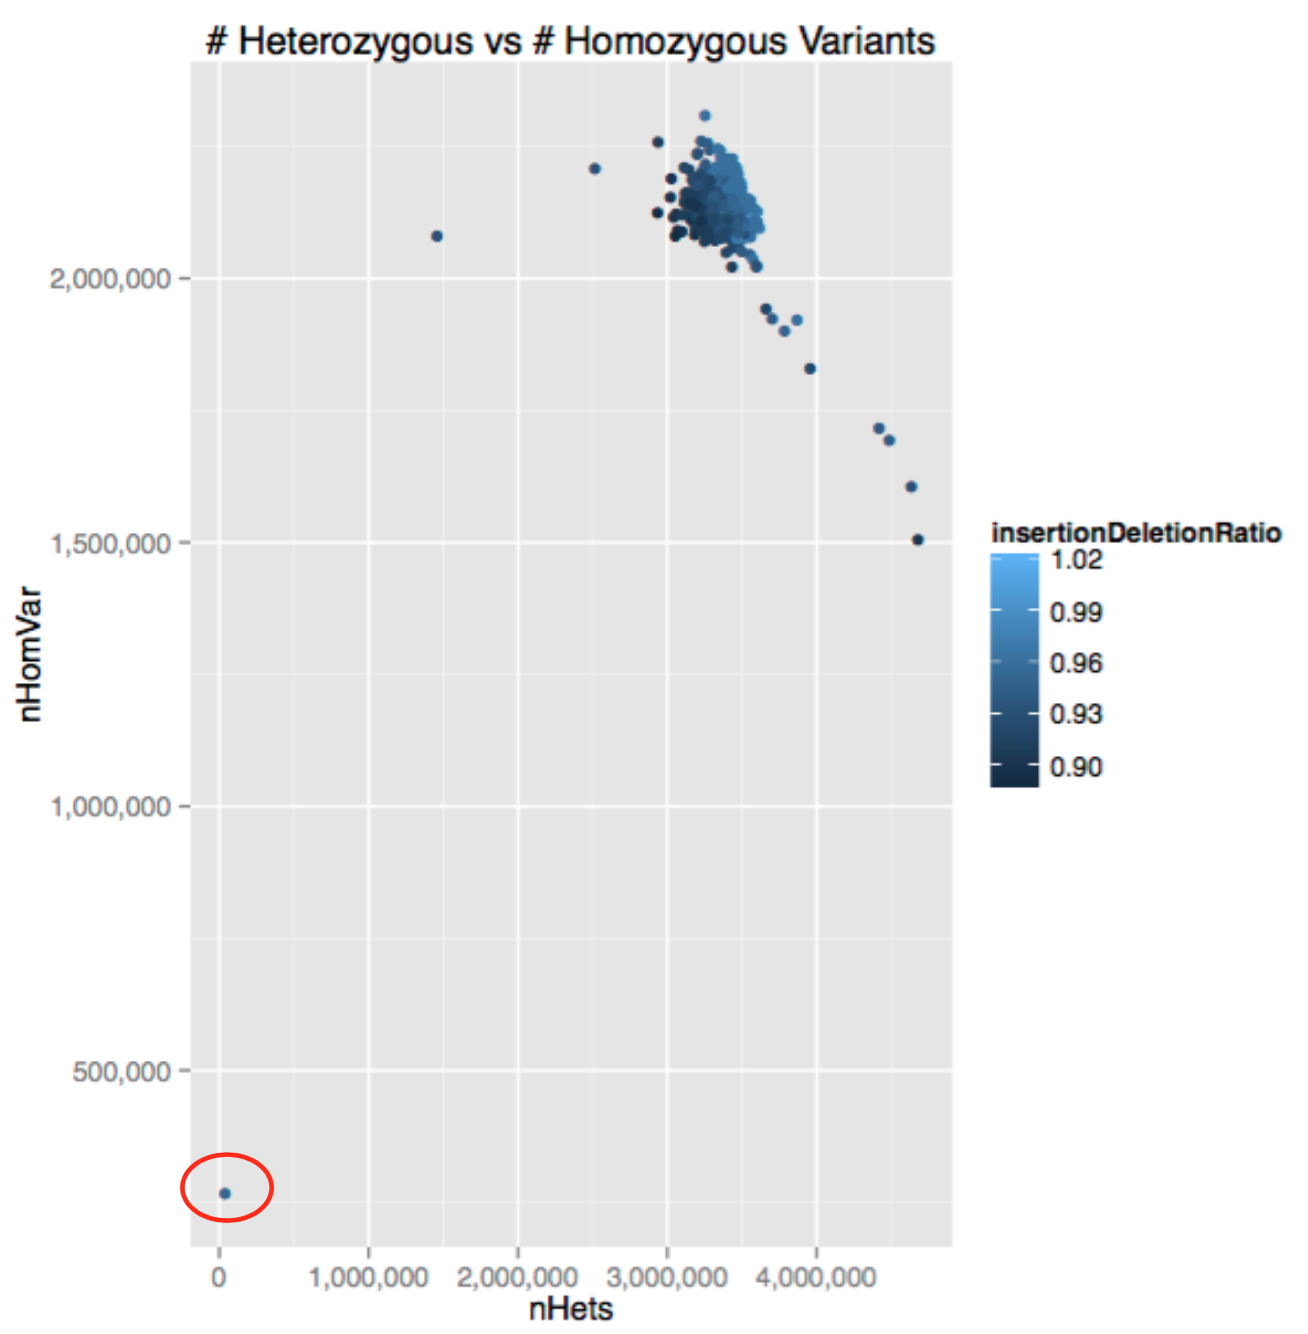 # Heterozygous vs # Homozygous Variants
nHomVar
2,000,000
1,500,000
1,000,000
500,000
0 1,000,000 2,000,000 3,000,000 4,000,000
nHets
insertionDeletionRatio
1.02
0.99
0.96
0.93
0.90